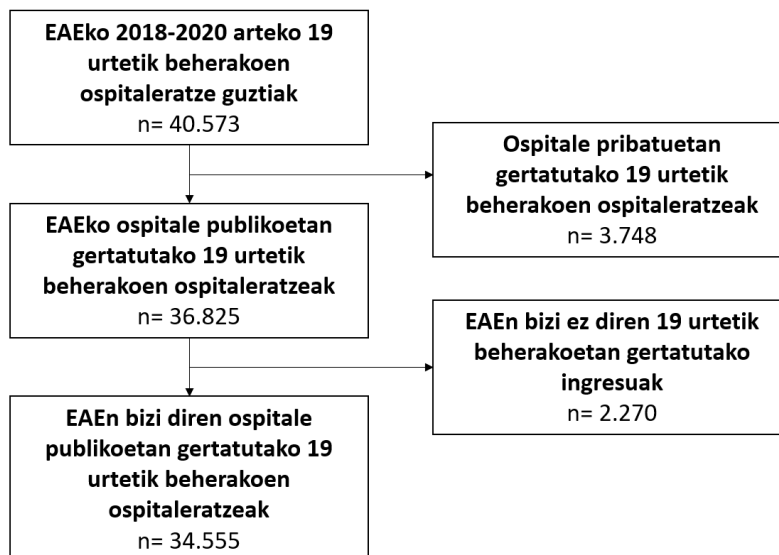 EAEko 2018-2020 arteko 19
urtetik beherakoen
ospitaleratze guztiak
n= 40.573
Ospitale pribatuetan
gertatutako 19 urtetik
beherakoen ospitaleratzeak
n= 3.748
EAEko ospitale publikoetan
gertatutako 19 urtetik
beherakoen ospitaleratzeak
n= 36.825
EAEn bizi ez diren 19 urtetik
beherakoetan gertatutako
ingresuak
n= 2.270
EAEn bizi diren ospitale
publikoetan gertatutako 19
urtetik beherakoen
ospitaleratzeak
n= 34.555